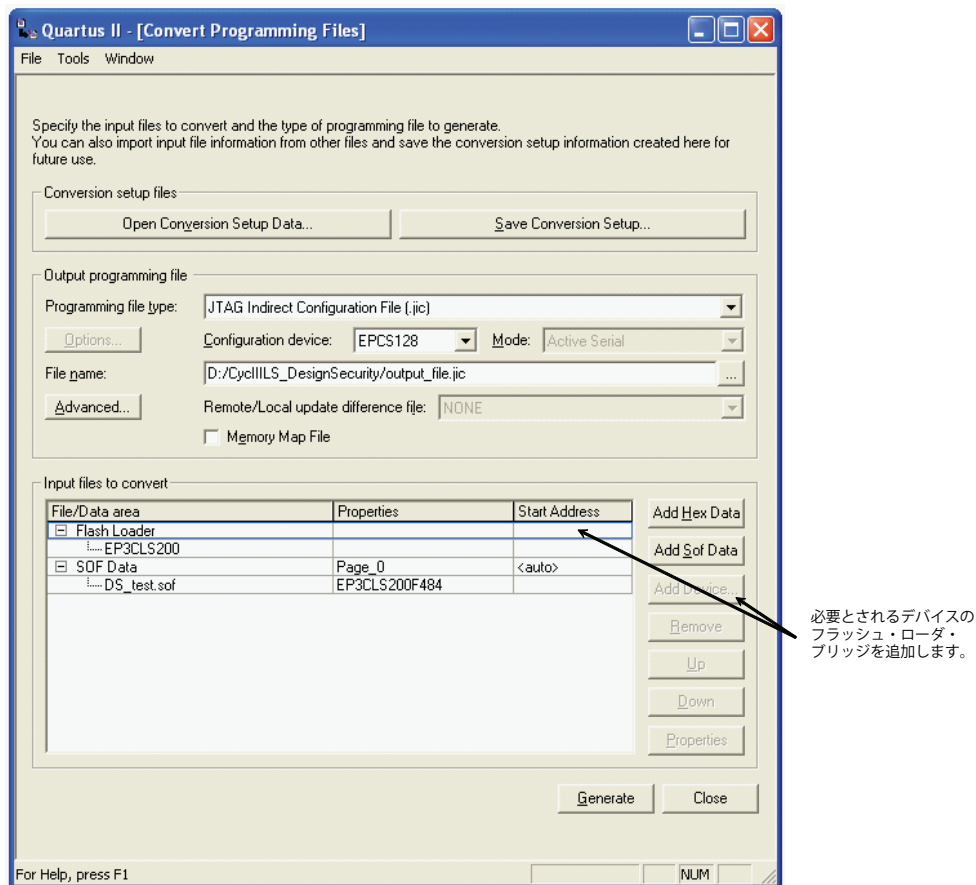 Quartus II - [Convert Programming Files]
File Tools Window
Specify the input files to convert and the type of programming file to generate.
You can also import input file information from other files and save the conversion setup information created here for
future use.
Conversion setup files
Open Conversion Setup Data...
Save Conversion Setup...
Output programming file
Programming file type:
JTAG Indirect Configuration File (.jic)
Options...
Configuration device:
EPCS128
Mode:
Active Serial
File name:
D:/CycIIILS_DesignSecurity/output_file.jic
...
Advanced...
Remote/Local update difference file:
NONE
Memory Map File
Input files to convert
File/Data area Properties Start Address
Flash Loader
EP3CLS200
SOF Data Page_0 <auto>
DS_test.sof EP3CLS200F484
Add Hex Data
Add Sof Data
Add Device...
Remove
Up
Down
Properties
必要とされるデバイスの
フラッシュ・ローダ・
ブリッジを追加します。
Generate
Close
For Help, press F1
NUM